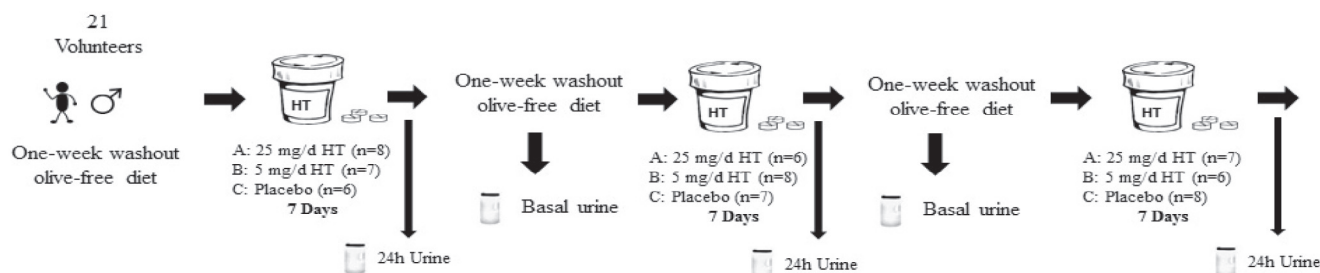 21
Volunteers
One-week washout
olive-free diet
HT
A: 25 mg/d HT (n=8)
B: 5 mg/d HT (n=7)
C: Placebo (n=6)
7 Days
24h Urine
One-week washout
olive-free diet
Basal urine
HT
A: 25 mg/d HT (n=6)
B: 5 mg/d HT (n=8)
C: Placebo (n=7)
7 Days
24h Urine
One-week washout
olive-free diet
Basal urine
HT
A: 25 mg/d HT (n=7)
B: 5 mg/d HT (n=6)
C: Placebo (n=8)
7 Days
24h Urine